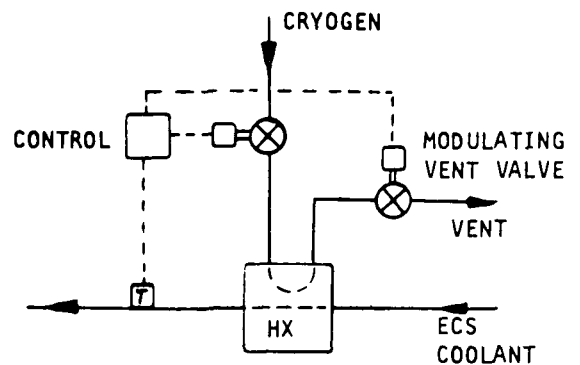 CRYOGEN
CONTROL
MODULATING
VENT VALVE
VENT
T
HX
ECS
COOLANT